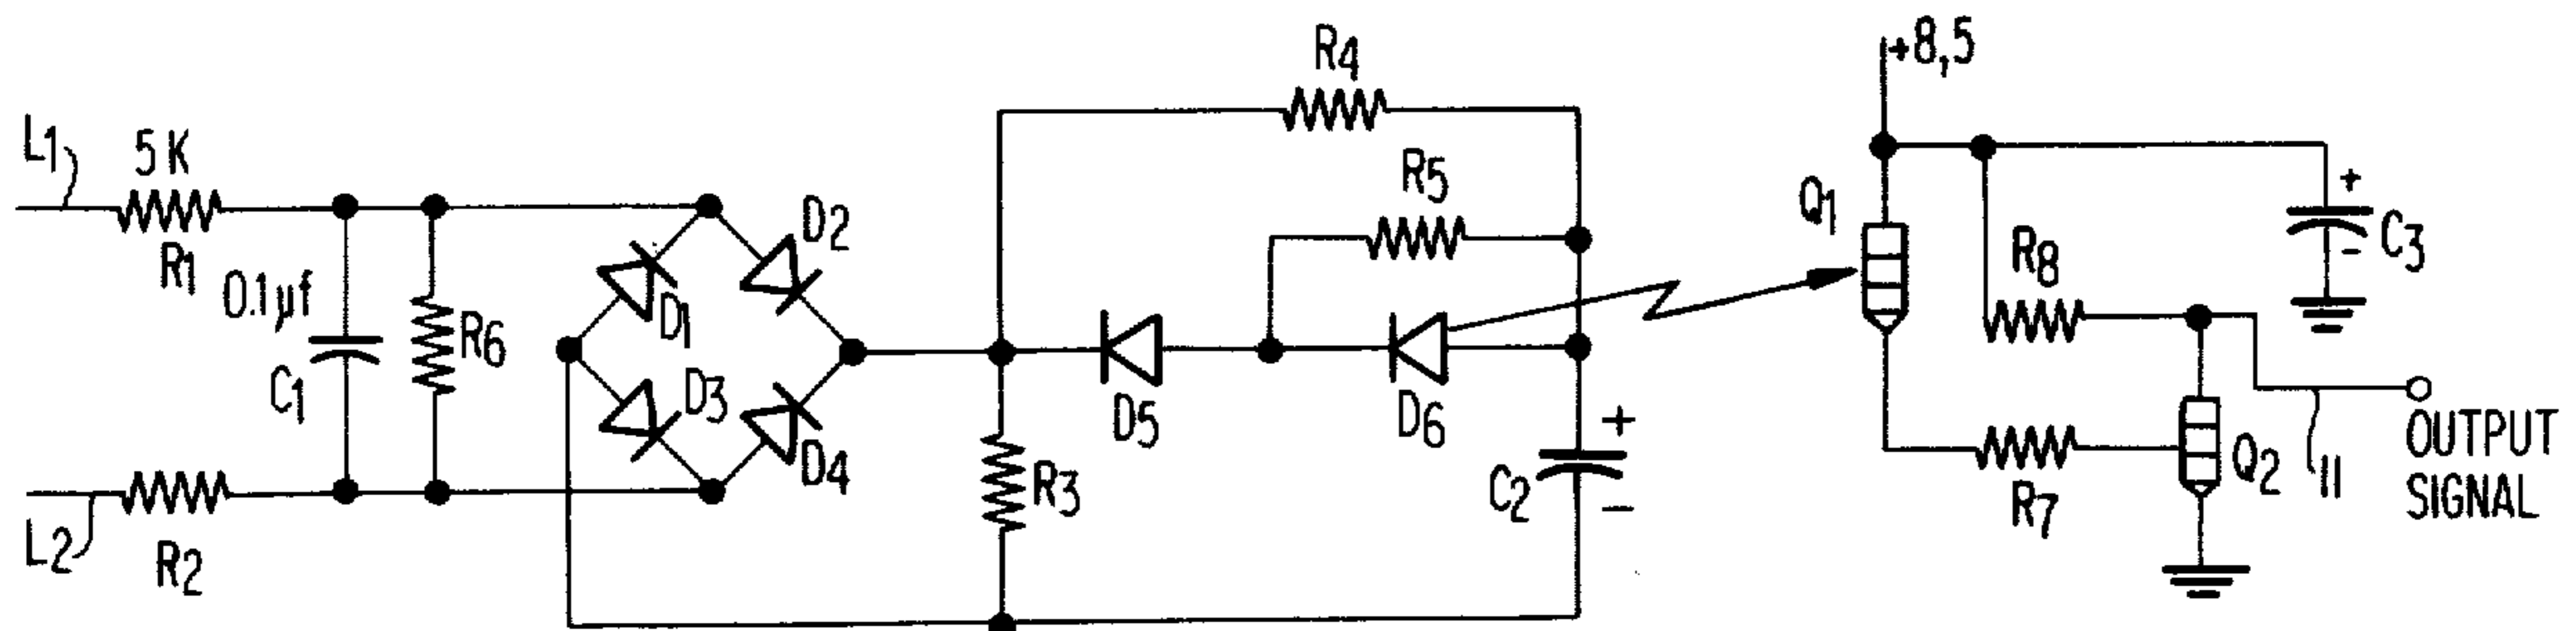 L1
5K
R1
0.1µf
C1
R6
L2
R2
D1
D2
D3
D4
R3
R4
R5
D5
D6
+
C2
−
+8,5
Q1
R8
+
C3
-
R7
Q2
11
OUTPUT
SIGNAL